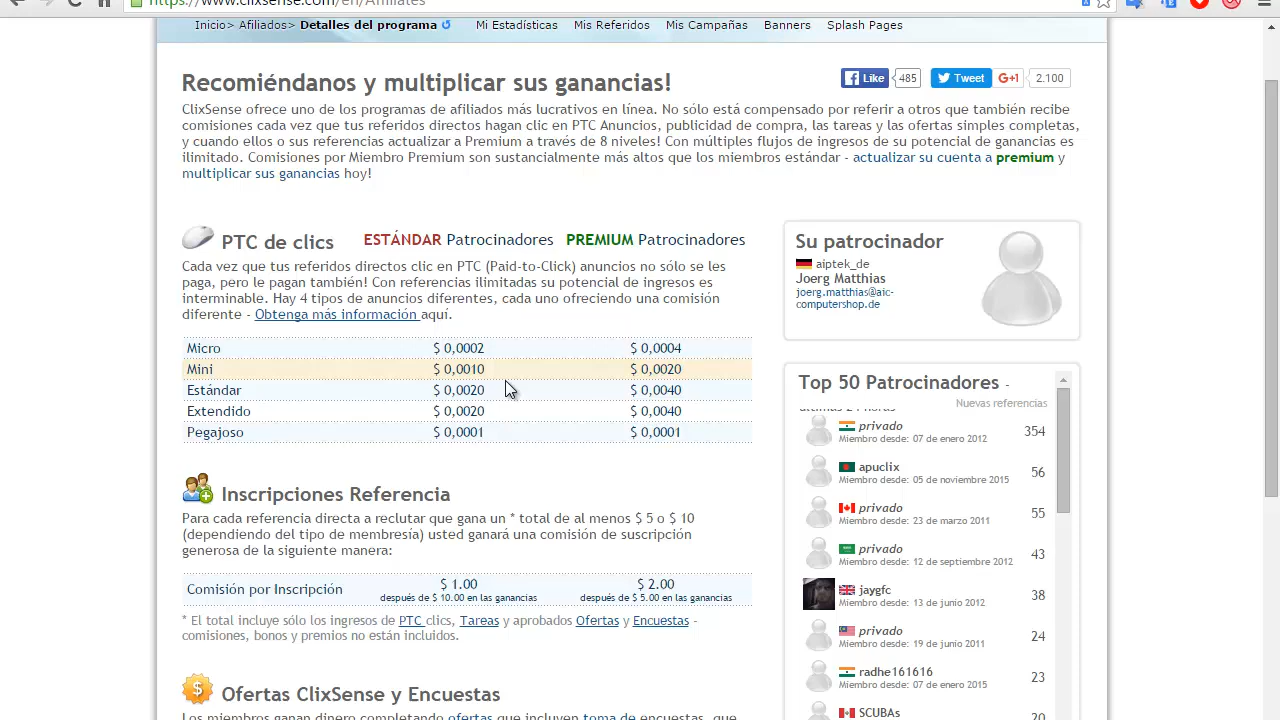 https://www.clixsense.com/en/Affiliates
Inicio> Afiliados> Detalles del programa Mi Estadísticas Mis Referidos Mis Campañas Banners Splash Pages
Recomiéndanos y multiplicar sus ganancias!
Like 485 Tweet G+1 2.100
ClixSense ofrece uno de los programas de afiliados más lucrativos en línea. No sólo está compensado por referir a otros que también recibe
comisiones cada vez que tus referidos directos hagan clic en PTC Anuncios, publicidad de compra, las tareas y las ofertas simples completas,
y cuando ellos o sus referencias actualizar a Premium a través de 8 niveles! Con múltiples flujos de ingresos de su potencial de ganancias es
ilimitado. Comisiones por Miembro Premium son sustancialmente más altos que los miembros estándar - actualizar su cuenta a premium y
multiplicar sus ganancias hoy!
PTC de clics ESTÁNDAR Patrocinadores PREMIUM Patrocinadores
Cada vez que tus referidos directos clic en PTC (Paid-to-Click) anuncios no sólo se les
paga, pero le pagan también! Con referencias ilimitadas su potencial de ingresos es
interminable. Hay 4 tipos de anuncios diferentes, cada uno ofreciendo una comisión
diferente - Obtenga más información aquí.
Micro $ 0,0002 $ 0,0004
Mini $ 0,0010 $ 0,0020
Estándar $ 0,0020 $ 0,0040
Extendido $ 0,0020 $ 0,0040
Pegajoso $ 0,0001 $ 0,0001
Inscripciones Referencia
Para cada referencia directa a reclutar que gana un * total de al menos $ 5 o $ 10
(dependiendo del tipo de membresía) usted ganará una comisión de suscripción
generosa de la siguiente manera:
Comisión por Inscripción $ 1.00 $ 2.00
después de $ 10.00 en las ganancias después de $ 5.00 en las ganancias
* El total incluye sólo los ingresos de PTC clics, Tareas y aprobados Ofertas y Encuestas -
comisiones, bonos y premios no están incluidos.
Ofertas ClixSense y Encuestas
Los miembros ganan dinero completando ofertas que incluyen toma de encuestas, que
Su patrocinador
aiptek_de
Joerg Matthias
joerg.matthias@aic-
computershop.de
Top 50 Patrocinadores -
últimas 24 horas
Nuevas referencias
privado 354
Miembro desde: 07 de enero 2012
apuclix 56
Miembro desde: 05 de noviembre 2015
privado 55
Miembro desde: 23 de marzo 2011
privado 43
Miembro desde: 12 de septiembre 2012
jaygfc 38
Miembro desde: 13 de junio 2012
privado 24
Miembro desde: 19 de junio 2011
radhe161616 23
Miembro desde: 07 de enero 2015
SCUBAs 20